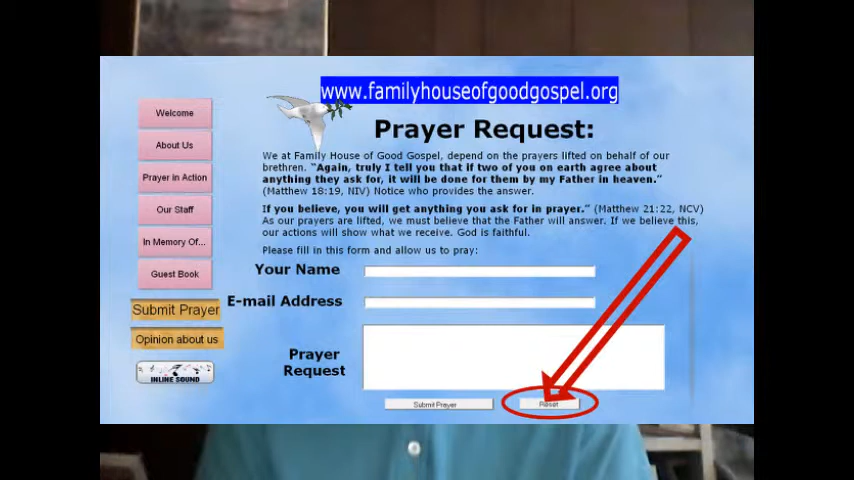 www.familyhouseofgoodgospel.org
Prayer Request:
We at Family House of Good Gospel, depend on the prayers lifted on behalf of our
brethren. “Again, truly I tell you that if two of you on earth agree about
anything they ask for, it will be done for them by my Father in heaven.”
(Matthew 18:19, NIV) Notice who provides the answer.
If you believe, you will get anything you ask for in prayer.” (Matthew 21:22, NCV)
As our prayers are lifted, we must believe that the Father will answer. If we believe this,
our actions will show what we receive. God is faithful.
Please fill in this form and allow us to pray:
Your Name
E-mail Address
Prayer
Request
Submit Preyer
Reset
Welcome
About Us
Prayer in Action
Our Staff
In Memory Of...
Guest Book
Submit Prayer
Opinion about us
INLINE SOUND